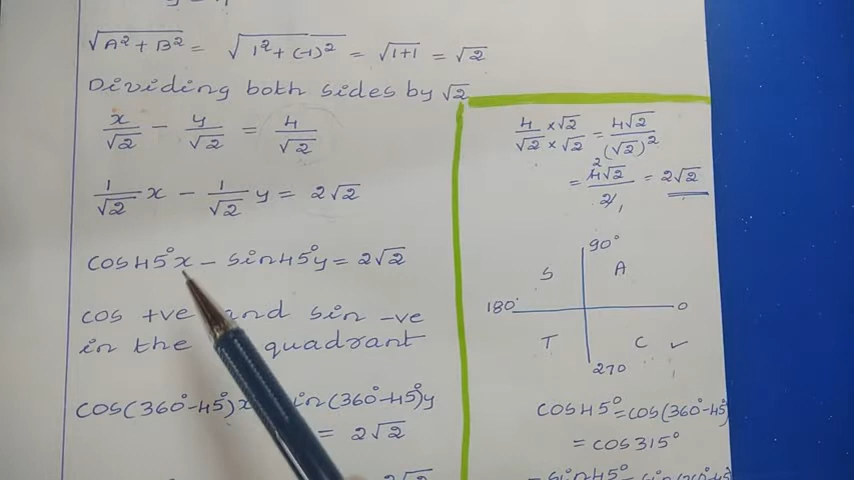 √A²+B² = √1²+(-1)² = √1+1 = √2
Dividing both sides by √2
x/√2 - y/√2 = 4/√2
1/√2 x - 1/√2 y = 2√2
cos45°x - sin45°y = 2√2
cos +ve and sin -ve
in the quadrant
cos(360°-45°)x in(360°-45°)y
= 2√2
2√2
4/√2 ×√2/×√2 = 4√2/(√2)²
= 4√2/2 = 2√2
90°
S A
180° 0
T C ✓
270
cos45° = cos(360°-45°)
= cos315°